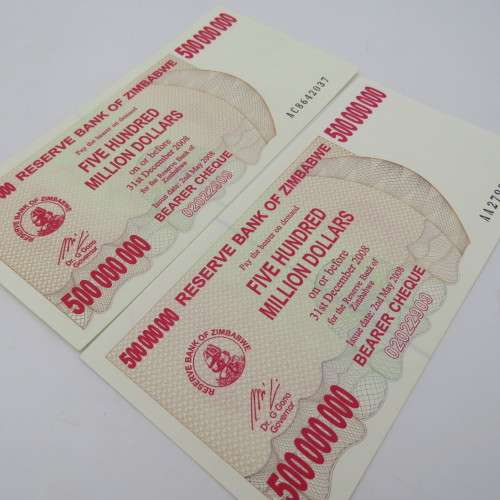 500 000 000
RESERVE BANK OF ZIMBABWE
Pay the bearer on demand
FIVE HUNDRED
MILLION DOLLARS
on or before
31st December 2008
for the Reserve Bank of
Zimbabwe
Issue date: 2nd May 2008
BEARER CHEQUE
02022909
RESERVE BANK OF ZIMBABWE
Dr. G Gono
Governor
500 000 000
AC8642037
500 000 000
500 000 000
RESERVE BANK OF ZIMBABWE
Pay the bearer on demand
FIVE HUNDRED
MILLION DOLLARS
on or before
31st December 2008
for the Reserve Bank of
Zimbabwe
Issue date: 2nd May 2008
BEARER CHEQUE
02022909
RESERVE BANK OF ZIMBABWE
Dr. G Gono
Governor
500 000 000